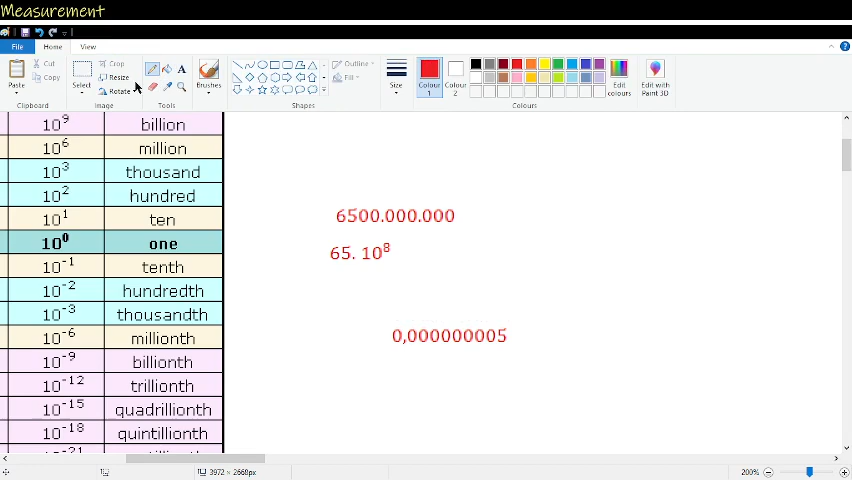 Measurement
File Home View
Paste
Cut
Copy
Clipboard
Select
Crop
Resize
Rotate
Image
A
Tools
Brushes
Shapes
Outline
Fill
Size
Colour 1
Colour 2
Edit colours
Colours
Edit with Paint 3D
10⁹ billion
10⁶ million
10³ thousand
10² hundred
10¹ ten
10⁰ one
10⁻¹ tenth
10⁻² hundredth
10⁻³ thousandth
10⁻⁶ millionth
10⁻⁹ billionth
10⁻¹² trillionth
10⁻¹⁵ quadrillionth
10⁻¹⁸ quintillionth
6500.000.000
65. 10⁸
0,000000005
3972 × 2668px
200%